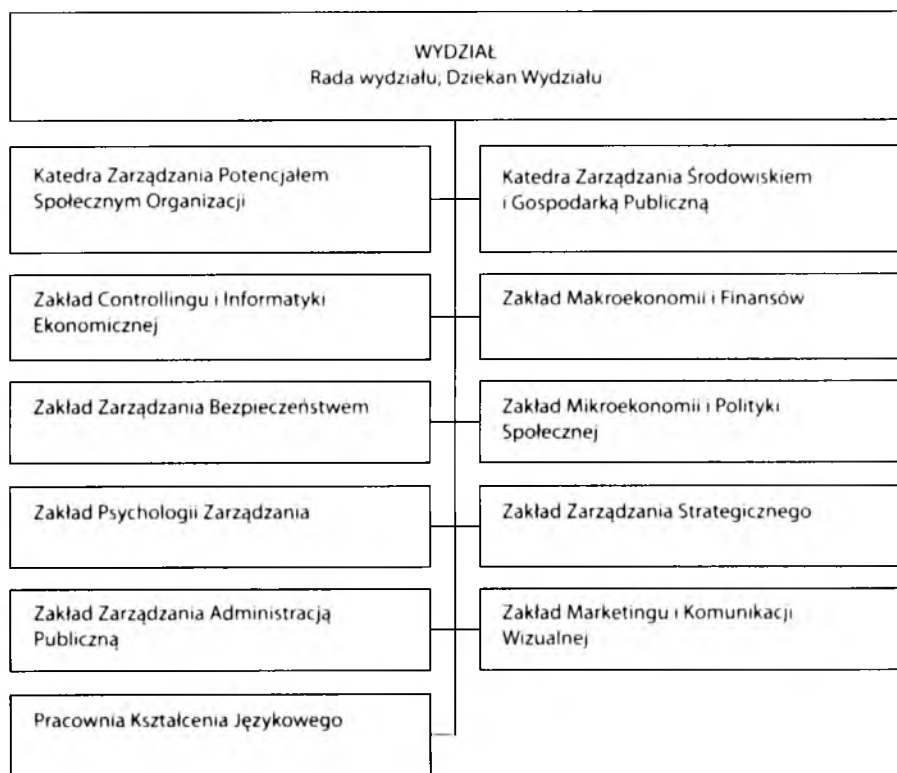 WYDZIAŁ
Rada wydziału, Dziekan Wydziału
Katedra Zarządzania Potencjałem
Społecznym Organizacji
Katedra Zarządzania Środowiskiem
i Gospodarką Publiczną
Zakład Controllingu i Informatyki
Ekonomicznej
Zakład Makroekonomii i Finansów
Zakład Zarządzania Bezpieczeństwem
Zakład Mikroekonomii i Polityki
Społecznej
Zakład Psychologii Zarządzania
Zakład Zarządzania Strategicznego
Zakład Zarządzania Administracją
Publiczną
Zakład Marketingu i Komunikacji
Wizualnej
Pracownia Kształcenia Językowego